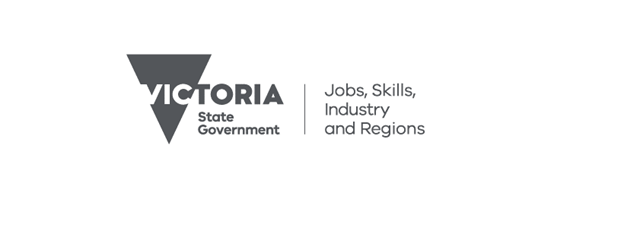 VICTORIA
State
Government
Jobs, Skills,
Industry
and Regions